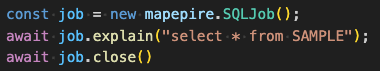 const job = new mapepire.SQLJob();
await job.explain("select * from SAMPLE");
await job.close()